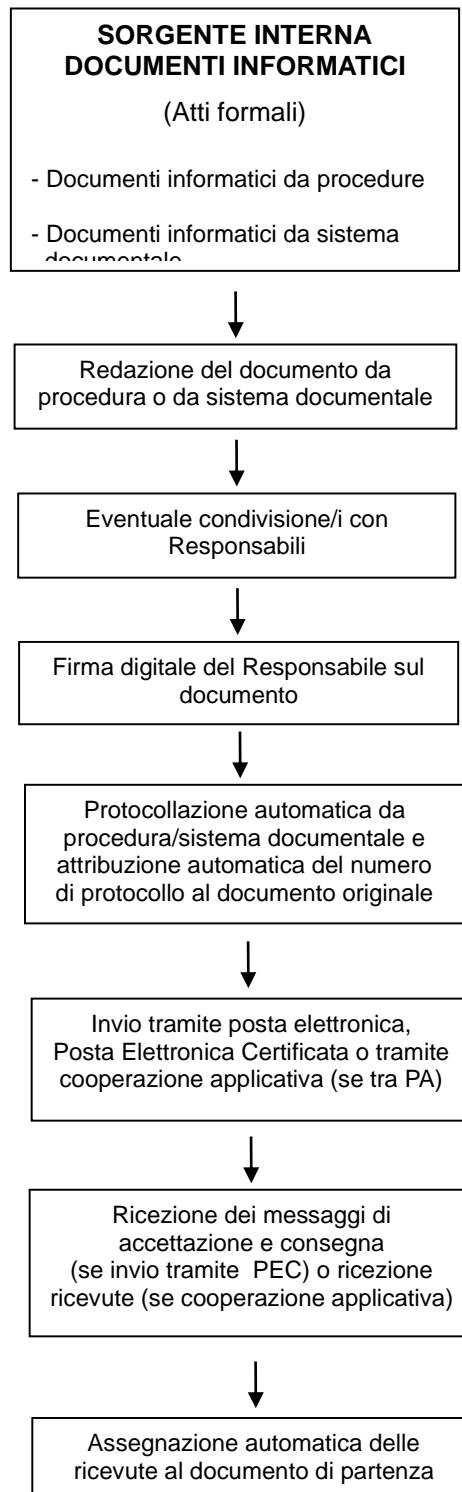 SORGENTE INTERNA
DOCUMENTI INFORMATICI
(Atti formali)
- Documenti informatici da procedure
- Documenti informatici da sistema
documentale
Redazione del documento da
procedura o da sistema documentale
Eventuale condivisione/i con
Responsabili
Firma digitale del Responsabile sul
documento
Protocollazione automatica da
procedura/sistema documentale e
attribuzione automatica del numero
di protocollo al documento originale
Invio tramite posta elettronica,
Posta Elettronica Certificata o tramite
cooperazione applicativa (se tra PA)
Ricezione dei messaggi di
accettazione e consegna
(se invio tramite PEC) o ricezione
ricevute (se cooperazione applicativa)
Assegnazione automatica delle
ricevute al documento di partenza